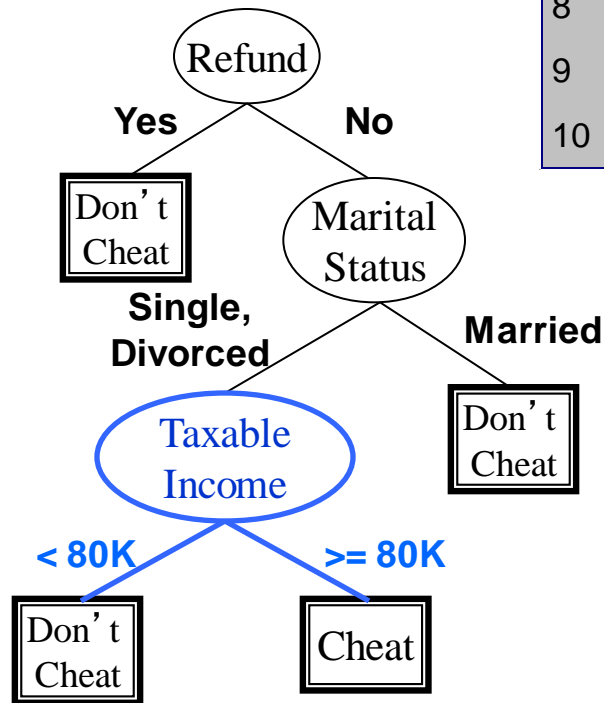 8
9
10
Refund
Yes
No
Don't
Cheat
Marital
Status
Single,
Divorced
Married
Taxable
Income
Don't
Cheat
< 80K
>= 80K
Don't
Cheat
Cheat